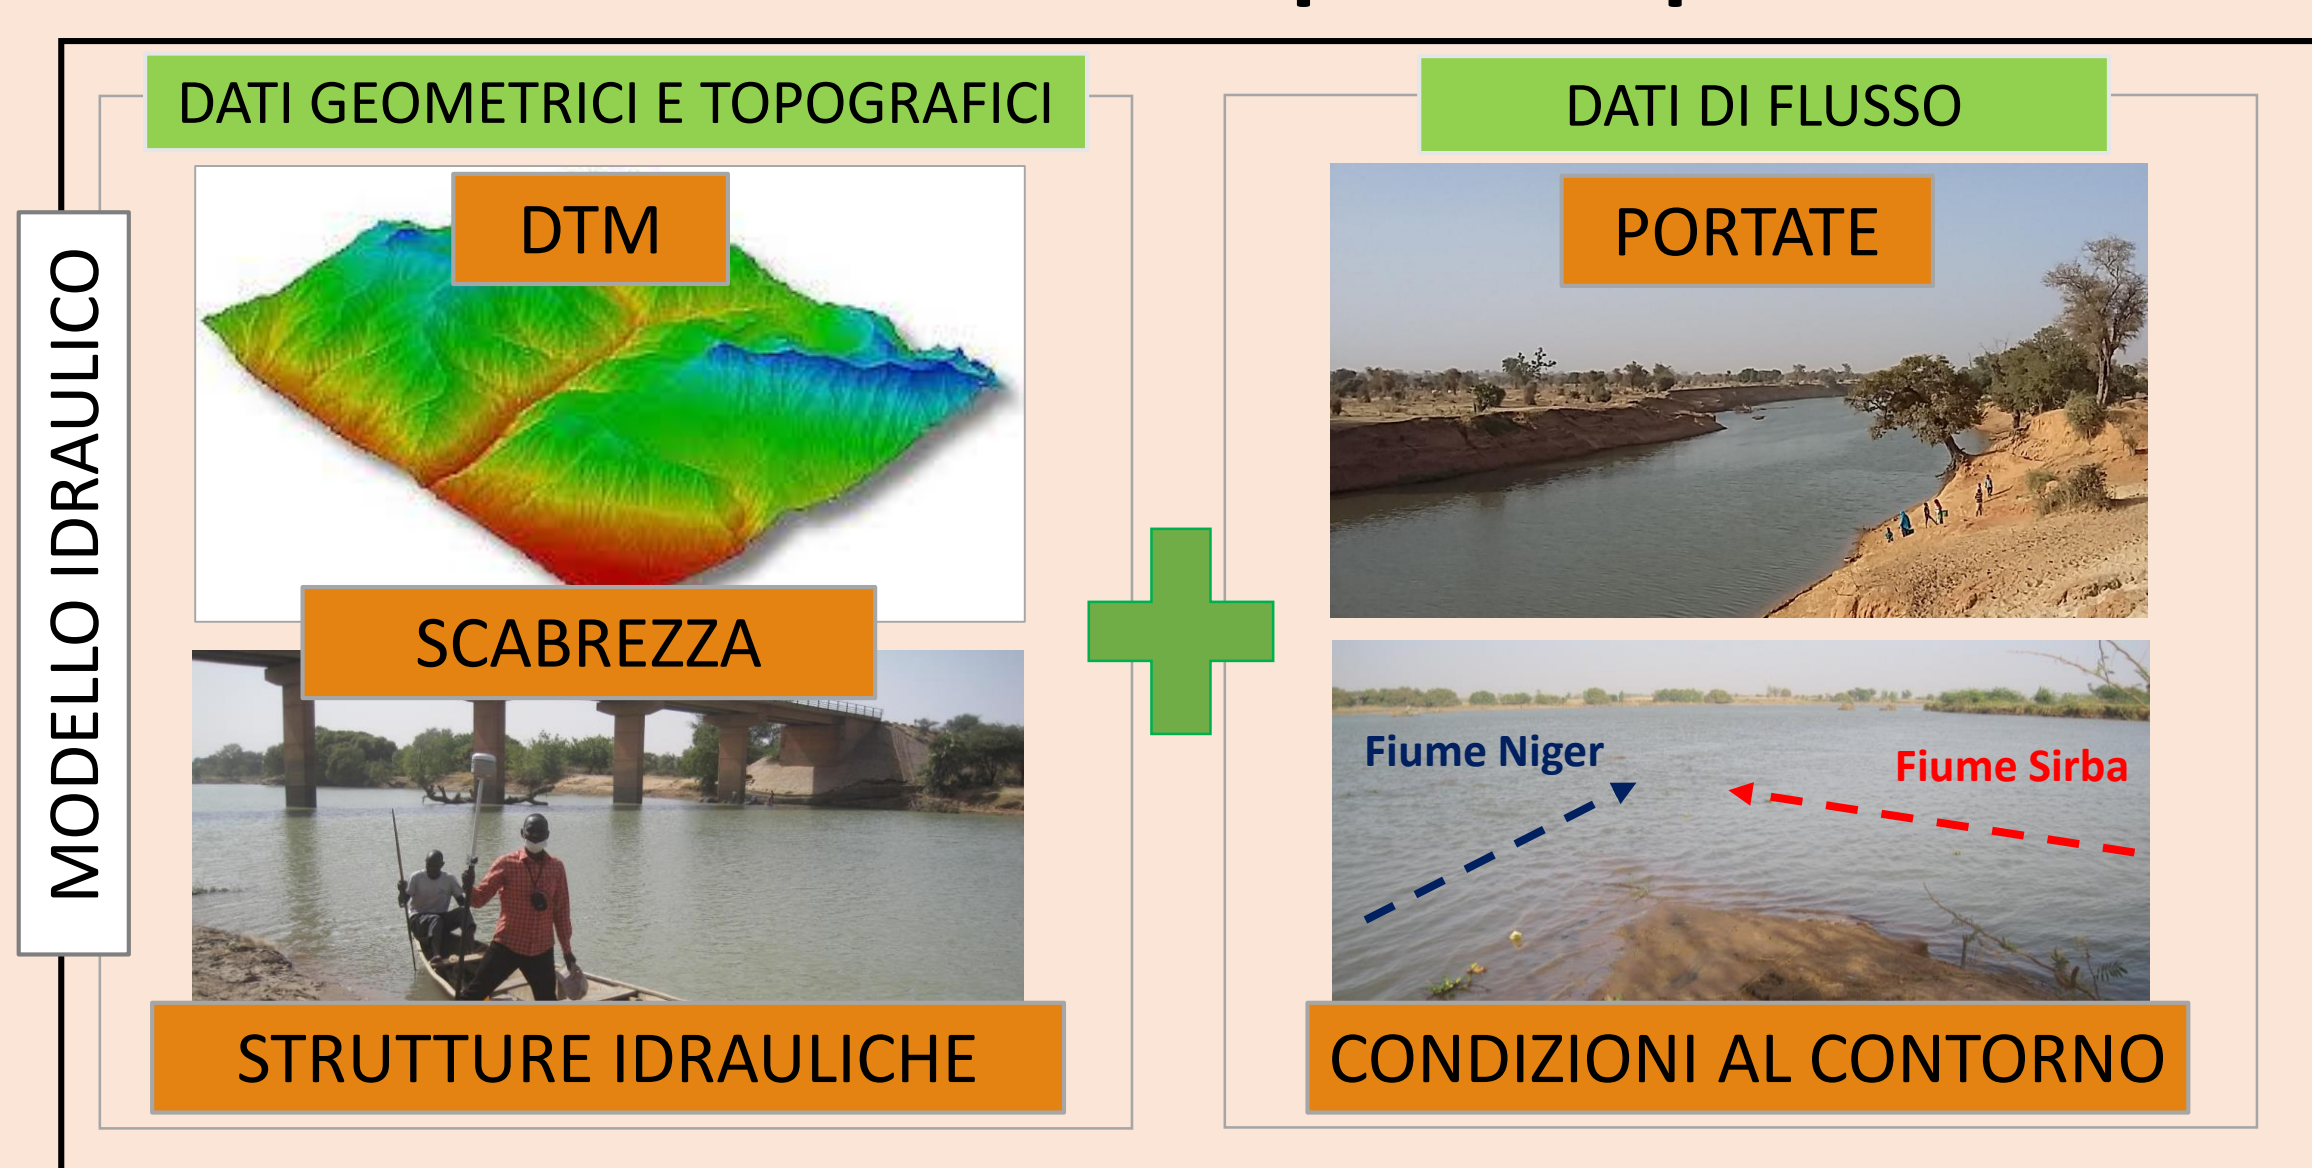 MODELLO IDRAULICO
DATI GEOMETRICI E TOPOGRAFICI
DTM
SCABREZZA
STRUTTURE IDRAULICHE
DATI DI FLUSSO
PORTATE
Fiume Niger
Fiume Sirba
CONDIZIONI AL CONTORNO